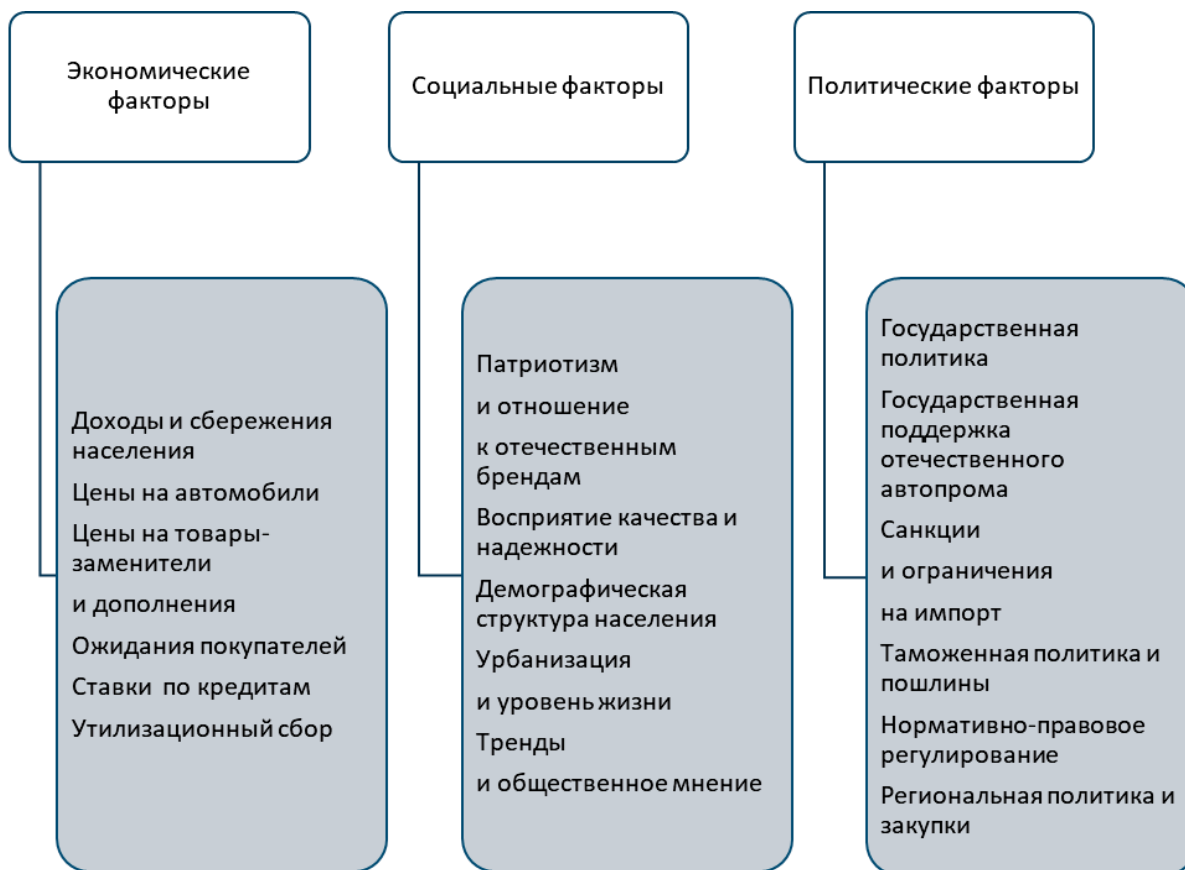 Экономические
факторы
Доходы и сбережения
населения
Цены на автомобили
Цены на товары-
заменители
и дополнения
Ожидания покупателей
Ставки по кредитам
Утилизационный сбор
Социальные факторы
Патриотизм
и отношение
к отечественным
брендам
Восприятие качества и
надежности
Демографическая
структура населения
Урбанизация
и уровень жизни
Тренды
и общественное мнение
Политические факторы
Государственная
политика
Государственная
поддержка
отечественного
автопрома
Санкции
и ограничения
на импорт
Таможенная политика и
пошлины
Нормативно-правовое
регулирование
Региональная политика и
закупки